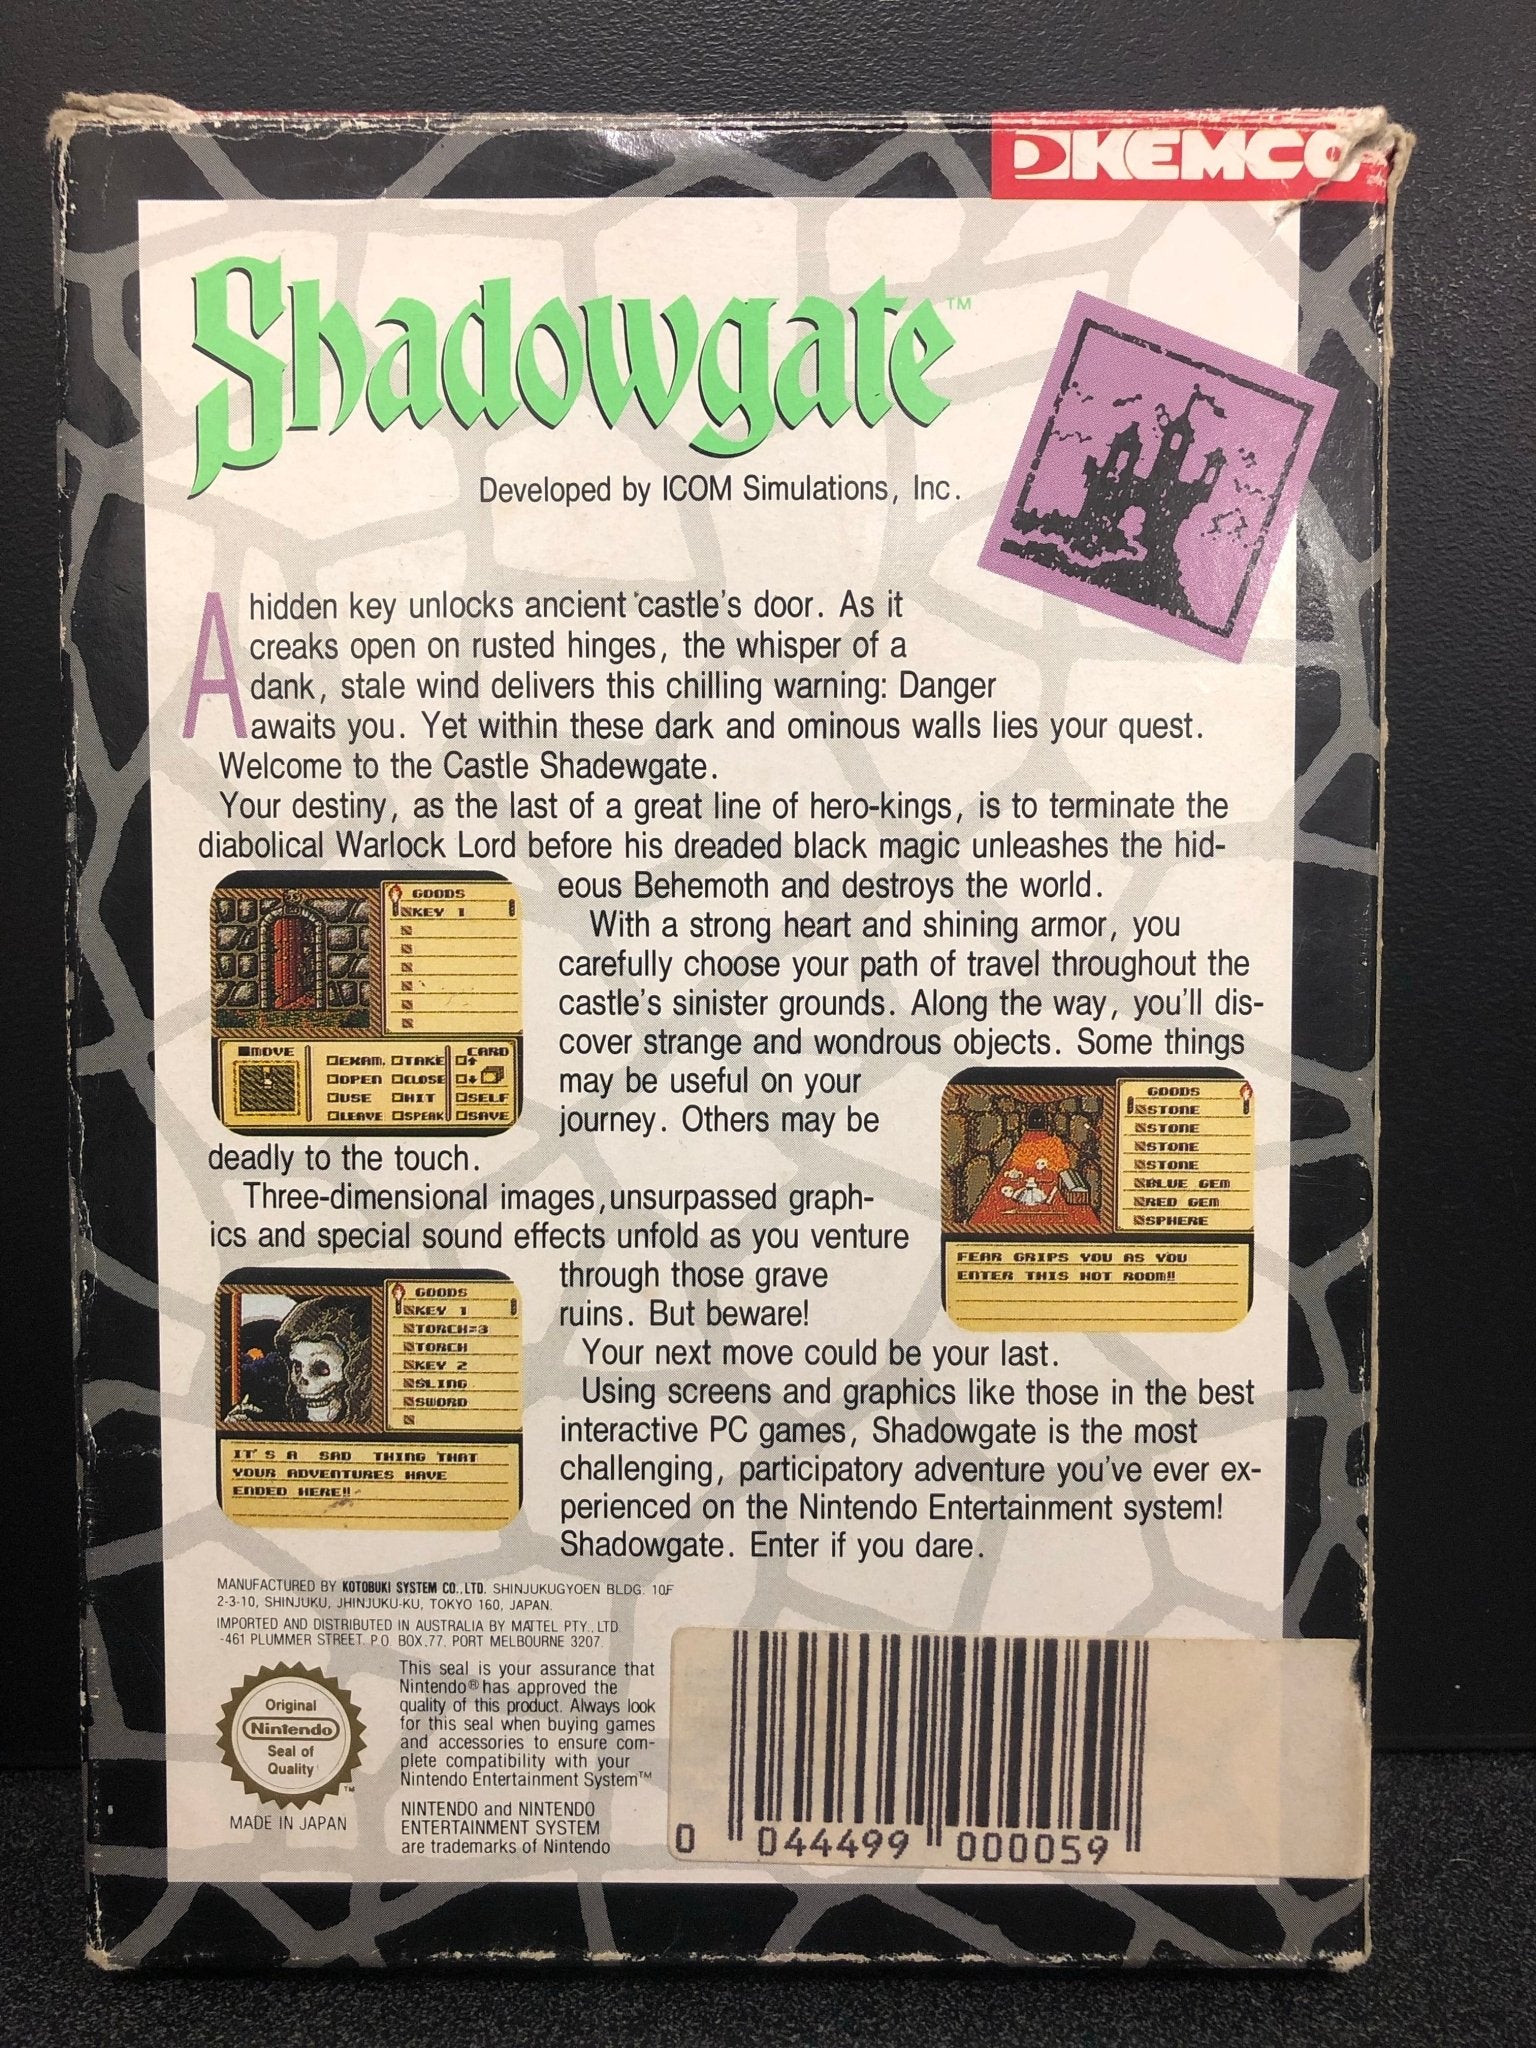 KEMCO
Shadowgate™
Developed by ICOM Simulations, Inc.
A hidden key unlocks ancient castle's door. As it
creaks open on rusted hinges, the whisper of a
dank, stale wind delivers this chilling warning: Danger
awaits you. Yet within these dark and ominous walls lies your quest.
Welcome to the Castle Shadewgate.
Your destiny, as the last of a great line of hero-kings, is to terminate the
diabolical Warlock Lord before his dreaded black magic unleashes the hid-
eous Behemoth and destroys the world.
With a strong heart and shining armor, you
carefully choose your path of travel throughout the
castle's sinister grounds. Along the way, you'll dis-
cover strange and wondrous objects. Some things
may be useful on your
journey. Others may be
deadly to the touch.
Three-dimensional images, unsurpassed graph-
ics and special sound effects unfold as you venture
through those grave
ruins. But beware!
Your next move could be your last.
Using screens and graphics like those in the best
interactive PC games, Shadowgate is the most
challenging, participatory adventure you've ever ex-
perienced on the Nintendo Entertainment system!
Shadowgate. Enter if you dare.
GOODS
KEY 1
MOVE
EXAM. TAKE CARD
OPEN CLOSE
USE HIT SELF
LEAVE SPEAK SAVE
GOODS
STONE
STONE
STONE
STONE
BLUE GEM
RED GEM
SPHERE
FEAR GRIPS YOU AS YOU
ENTER THIS HOT ROOM!!
GOODS
KEY 1
TORCH=3
TORCH
KEY 2
SLING
SWORD
IT'S A SAD THING THAT
YOUR ADVENTURES HAVE
ENDED HERE!!
MANUFACTURED BY KOTOBUKI SYSTEM CO.,LTD. SHINJUKUGYOEN BLDG. 10F
2-3-10, SHINJUKU, JHINJUKU-KU, TOKYO 160, JAPAN.
IMPORTED AND DISTRIBUTED IN AUSTRALIA BY MATTEL PTY., LTD
-461 PLUMMER STREET. P.O. BOX.77. PORT MELBOURNE 3207.
Original
Nintendo
Seal of
Quality
TM
MADE IN JAPAN
This seal is your assurance that
Nintendo® has approved the
quality of this product. Always look
for this seal when buying games
and accessories to ensure com-
plete compatibility with your
Nintendo Entertainment System™
NINTENDO and NINTENDO
ENTERTAINMENT SYSTEM
are trademarks of Nintendo
0 044499 000059